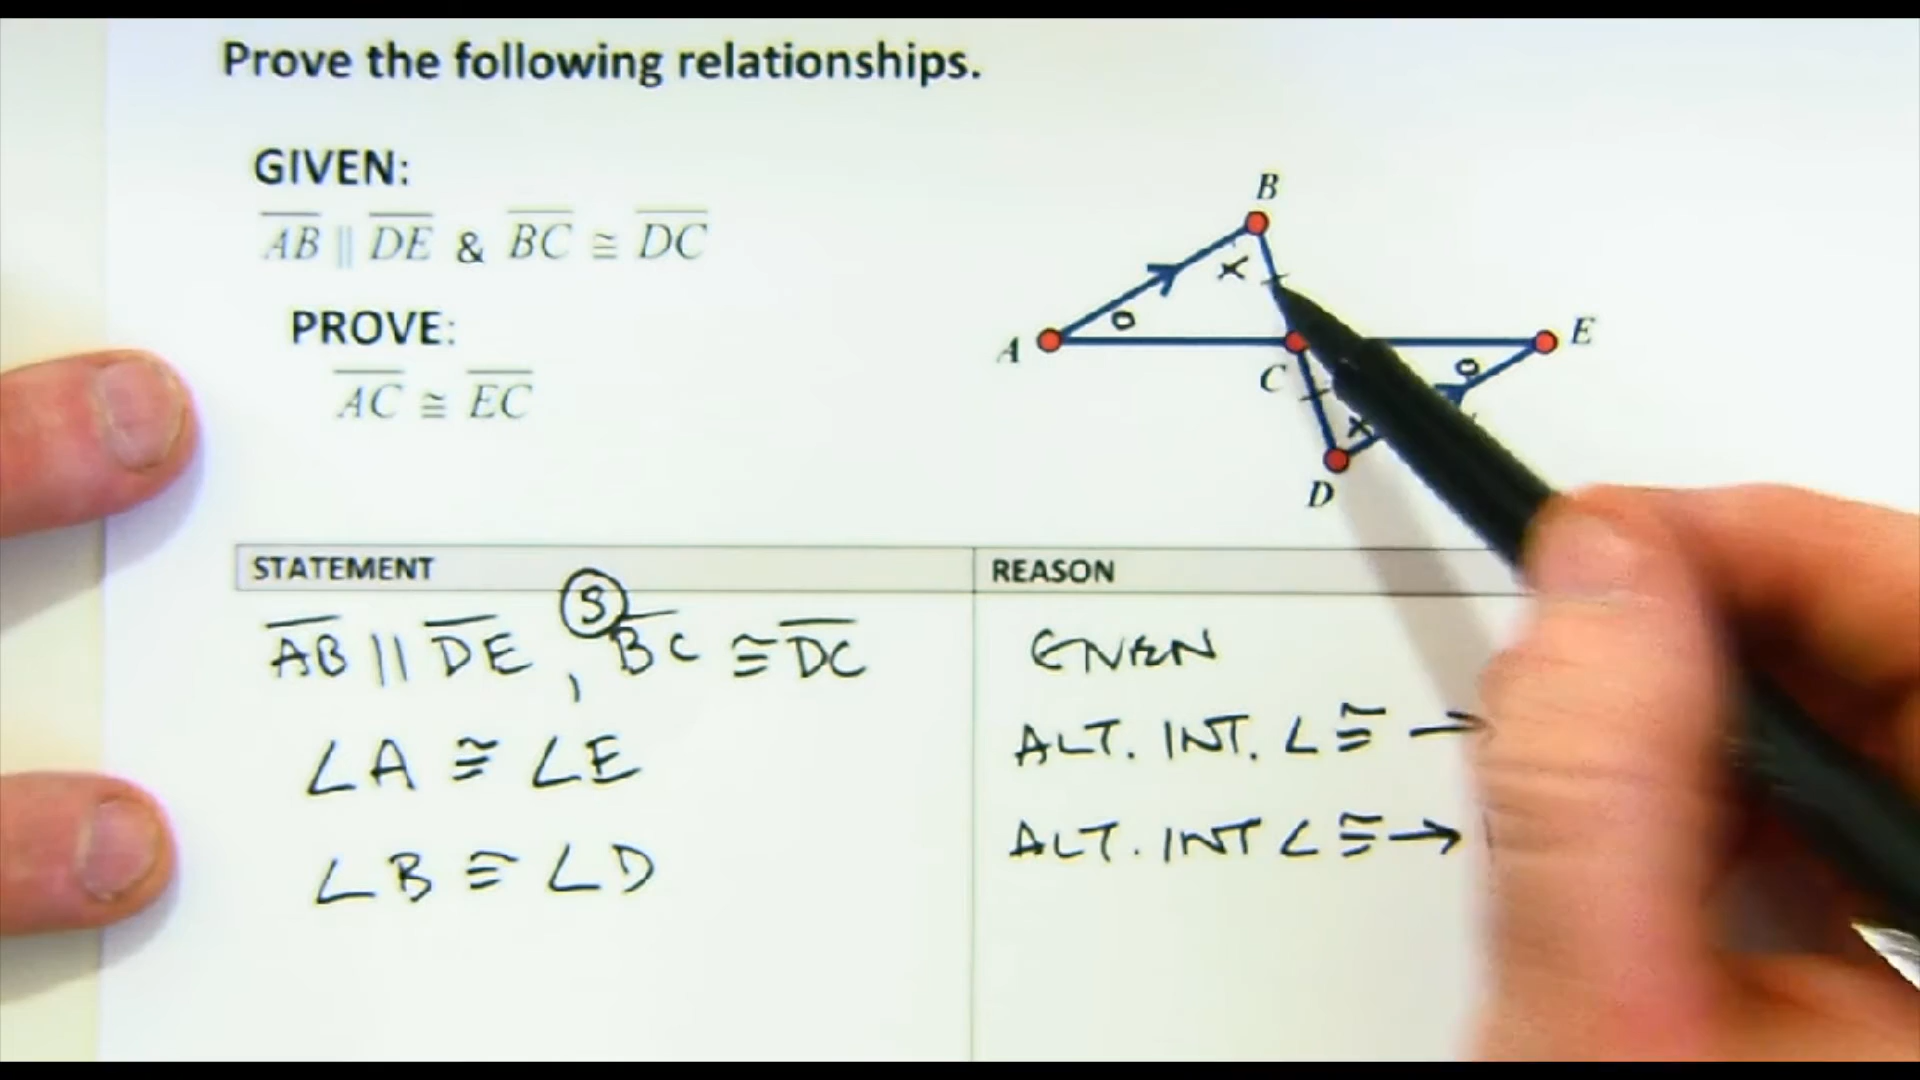 Prove the following relationships.
GIVEN:
AB || DE & BC ≅ DC
PROVE:
AC ≅ EC
B
x
o
A
E
C
o
x
D
STATEMENT
REASON
S
AB || DE , BC ≅ DC
GIVEN
∠A ≅ ∠E
ALT. INT. ∠ ≅ →
∠B ≅ ∠D
ALT. INT ∠ ≅ →